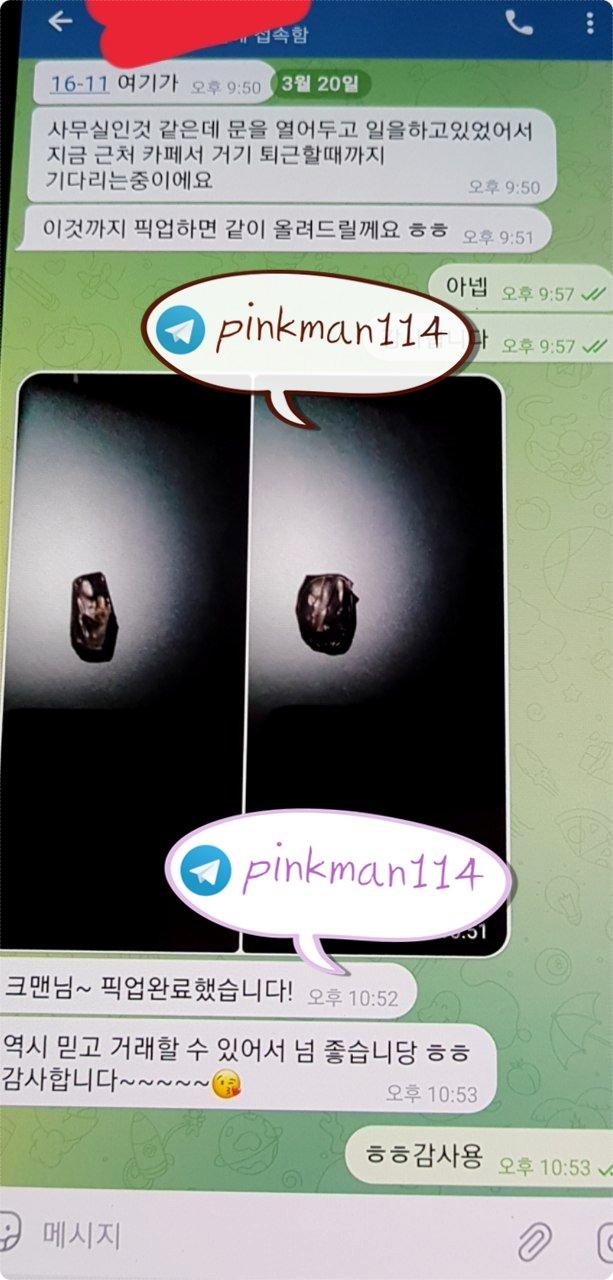 접속함
16-11 여기가 오후 9:50
3월 20일
사무실인것 같은데 문을 열어두고 일을하고있었어서
지금 근처 카페서 거기 퇴근할때까지
기다리는중이에요 오후 9:50
이것까지 픽업하면 같이 올려드릴께요 ㅎㅎ 오후 9:51
아넵 오후 9:57
다 오후 9:57
pinkman114
pinkman114
크맨님~ 픽업완료했습니다! 오후 10:52
역시 믿고 거래할 수 있어서 넘 좋습니당 ㅎㅎ
감사합니다~~~~~😘 오후 10:53
ㅎㅎ감사용 오후 10:53
메시지